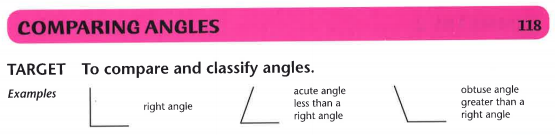 COMPARING ANGLES 118
TARGET To compare and classify angles.
Examples
right angle
acute angle
less than a
right angle
obtuse angle
greater than a
right angle